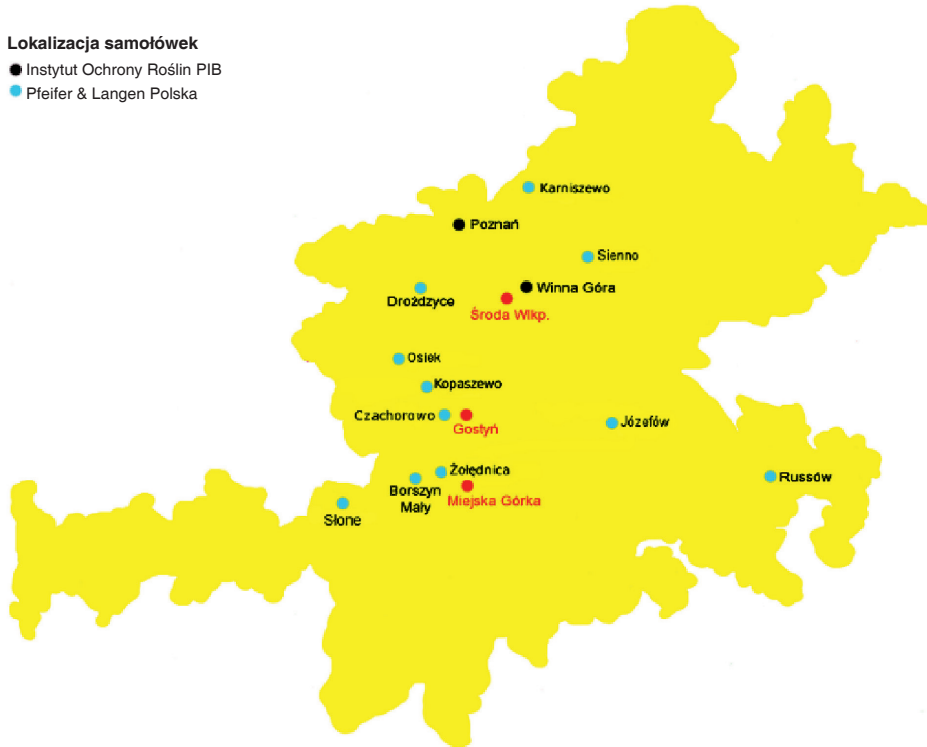 Lokalizacja samołówek
Instytut Ochrony Roślin PIB
Pfeifer & Langen Polska
Karniszewo
Poznań
Sienno
Winna Góra
Drożdzyce
Środa Wlkp.
Osiek
Kopaszewo
Czachorowo
Gostyń
Józefów
Żołędnica
Russów
Borszyn
Mały
Miejska Górka
Słone